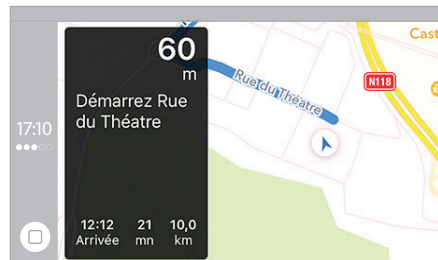 17:10
60
m
Démarrez Rue
du Théatre
12:12 21 10,0
Arrivée mn km
Rue du Théatre
N118
Cast